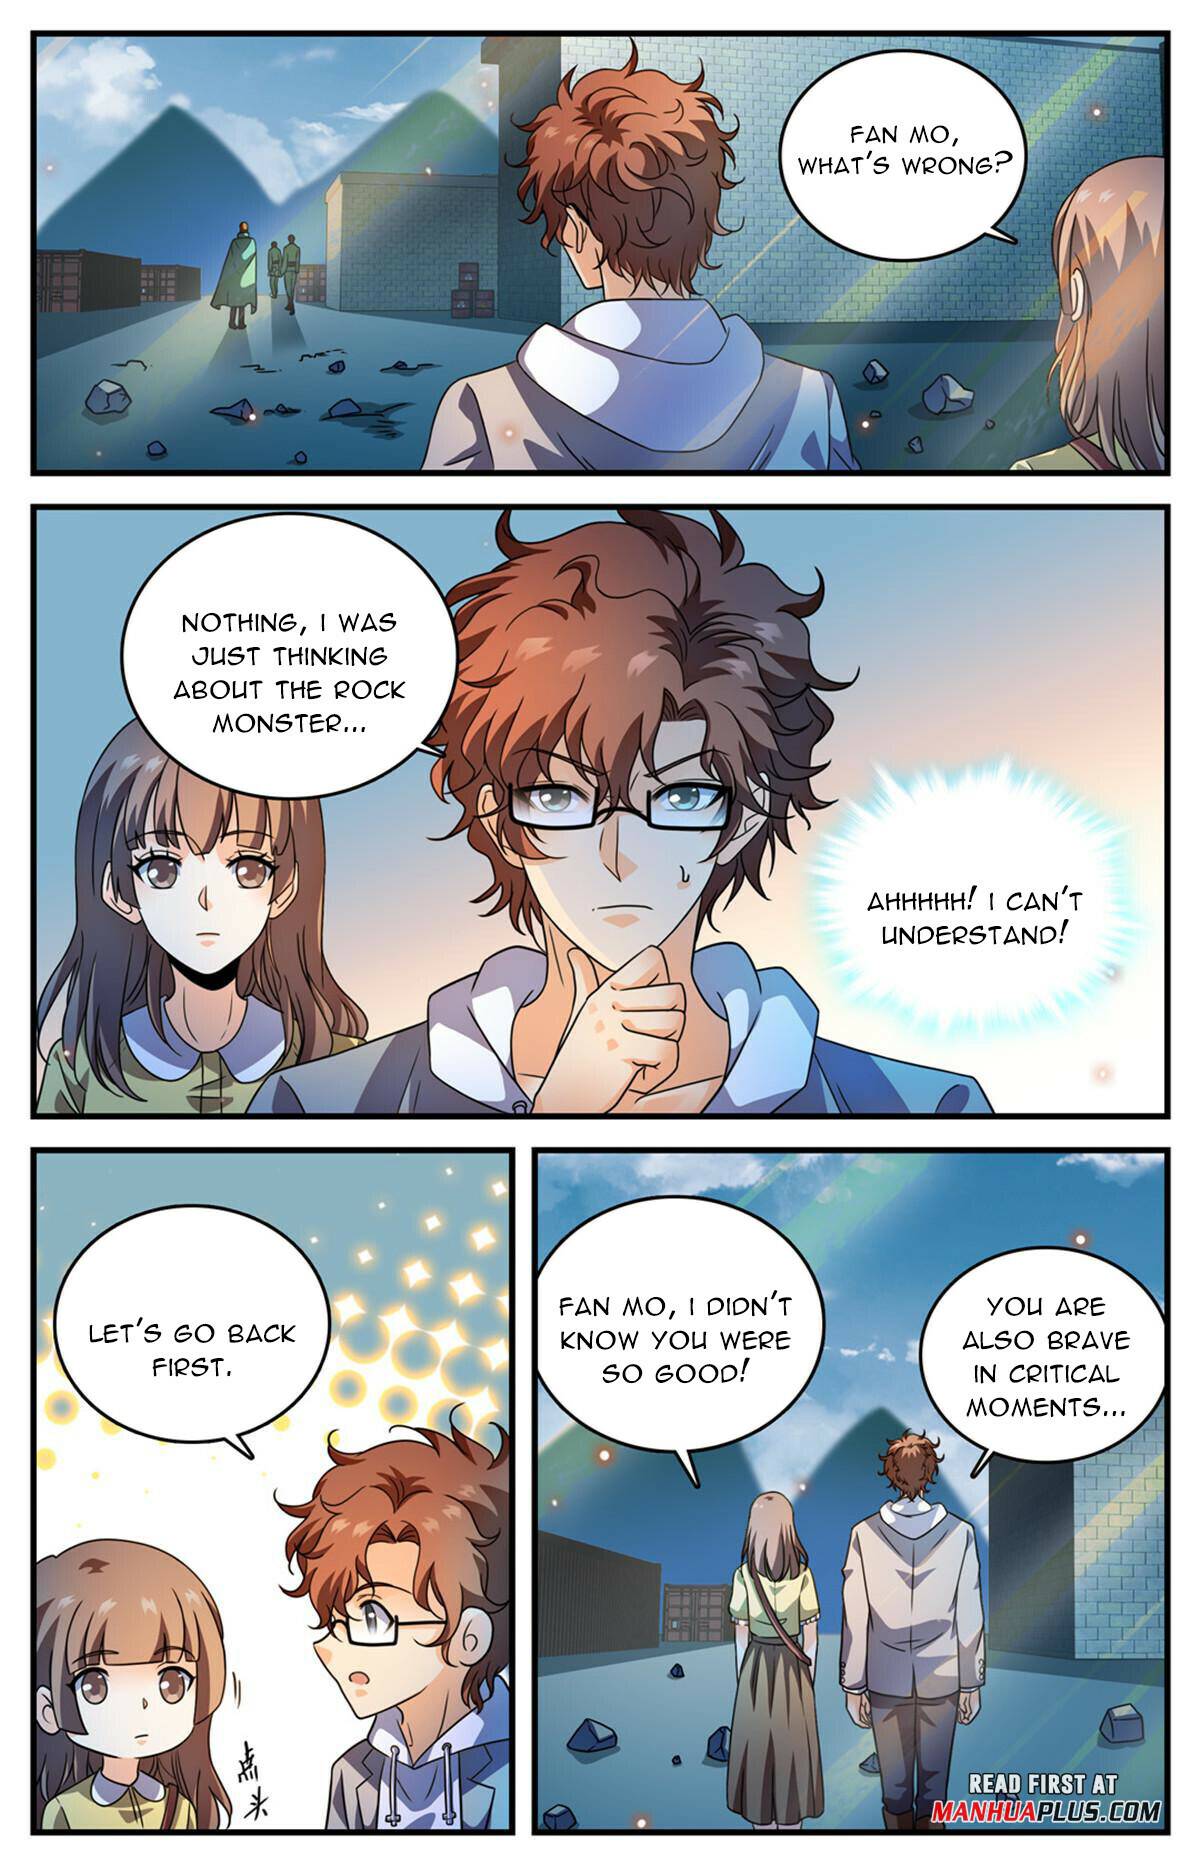 FAN MO,
WHAT'S WRONG?
NOTHING, I WAS
JUST THINKING
ABOUT THE ROCK
MONSTER...
AHHHHH! I CAN'T
UNDERSTAND!
LET'S GO BACK
FIRST.
点头
FAN MO, I DIDN'T
KNOW YOU WERE
SO GOOD!
YOU ARE
ALSO BRAVE
IN CRITICAL
MOMENTS...
READ FIRST AT
MANHUAPLUS.COM